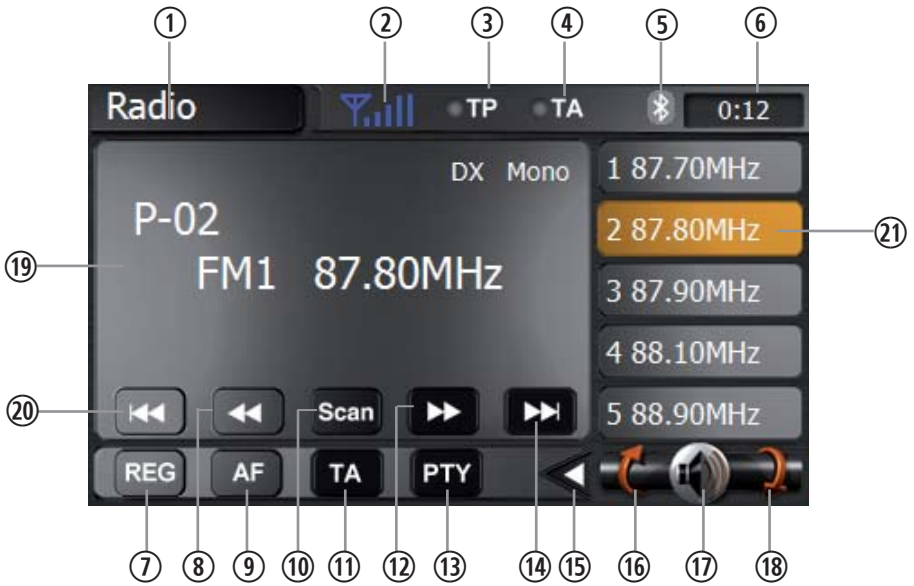 ① ② ③ ④ ⑤ ⑥
Radio TP TA 0:12
DX Mono
P-02
FM1 87.80MHz
1 87.70MHz
2 87.80MHz
3 87.90MHz
4 88.10MHz
5 88.90MHz
⑲ ㉑
⑳ Scan
REG AF TA PTY
⑦ ⑧ ⑨ ⑩ ⑪ ⑫ ⑬ ⑭ ⑮ ⑯ ⑰ ⑱